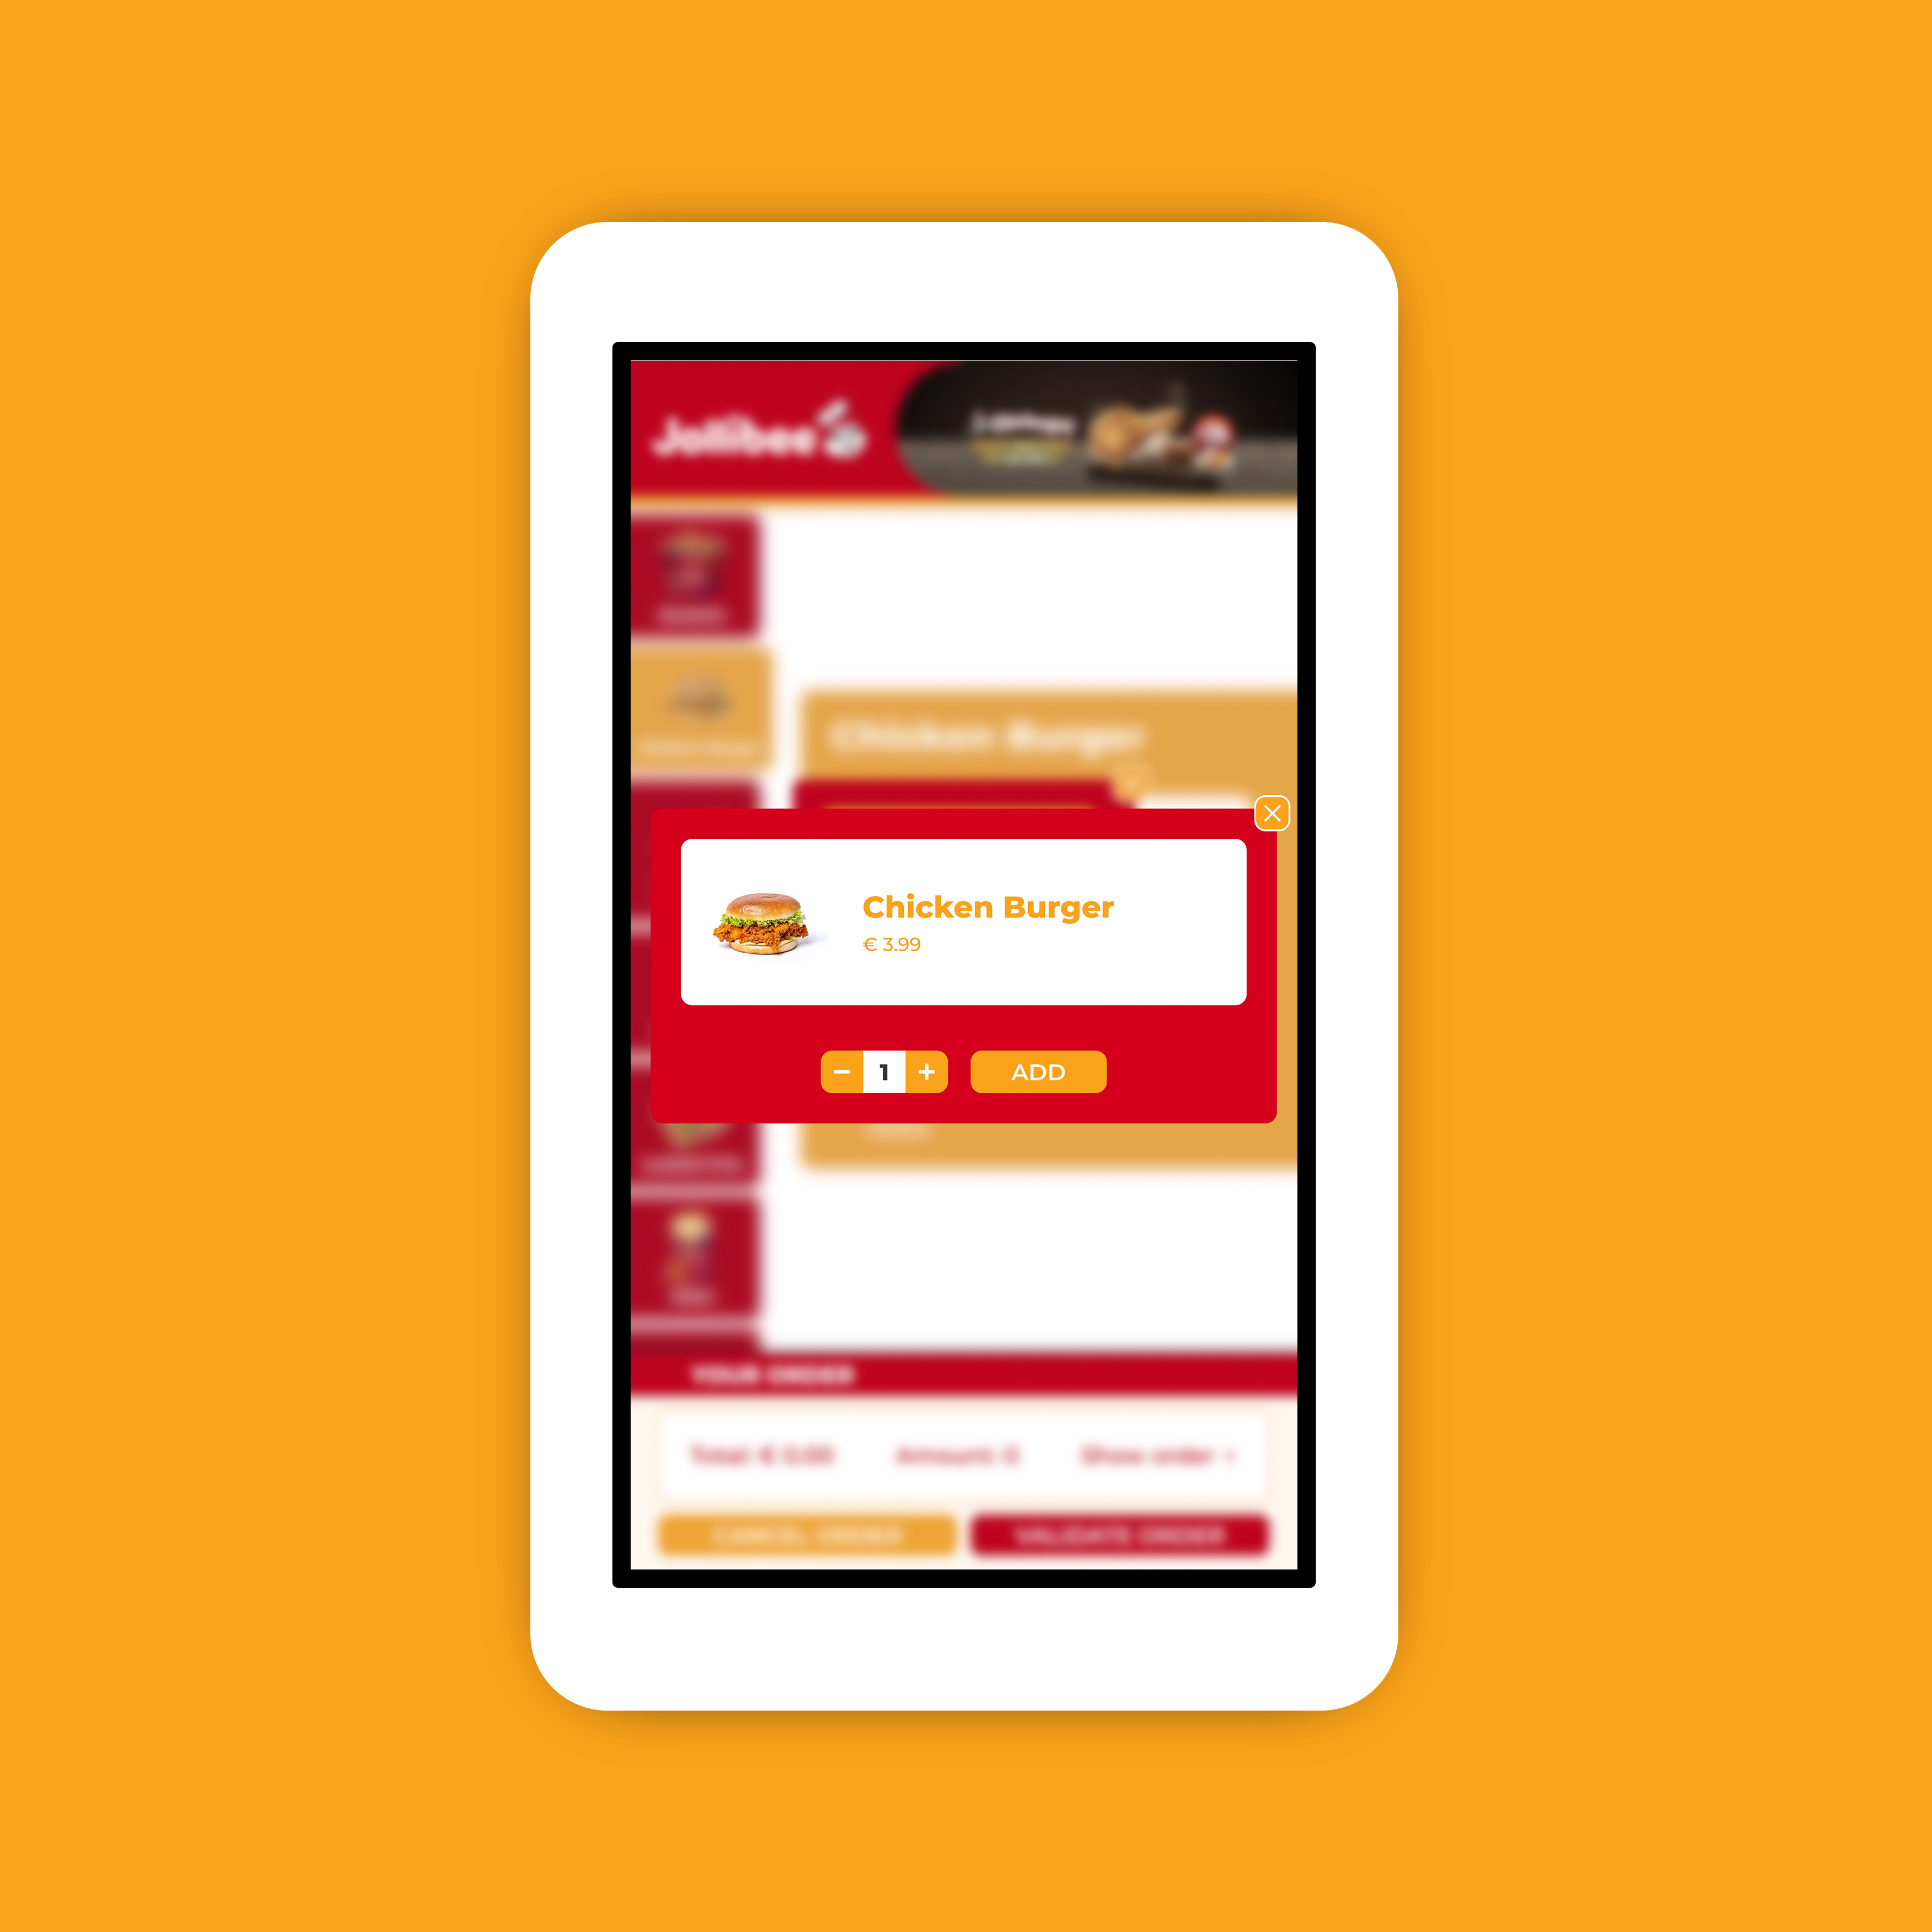 Jollibee
Chicken Burger
Chicken Burger
€ 3.99
1
ADD
YOUR ORDER
Total: € 0.00
Amount: 0
Show order
CANCEL ORDER
VALIDATE ORDER